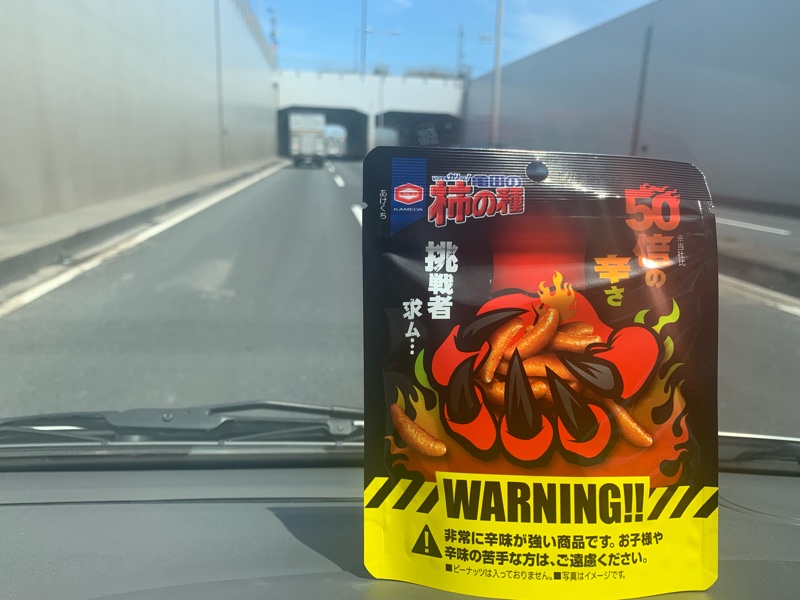 あけくち
KAMEDA
亀田の
柿の種
50倍の
辛さ
※当社比
挑戦者
求ム…
WARNING!!
非常に辛味が強い商品です。お子様や
辛味の苦手な方は、ご遠慮ください。
■ピーナッツは入っておりません。■写真はイメージです。